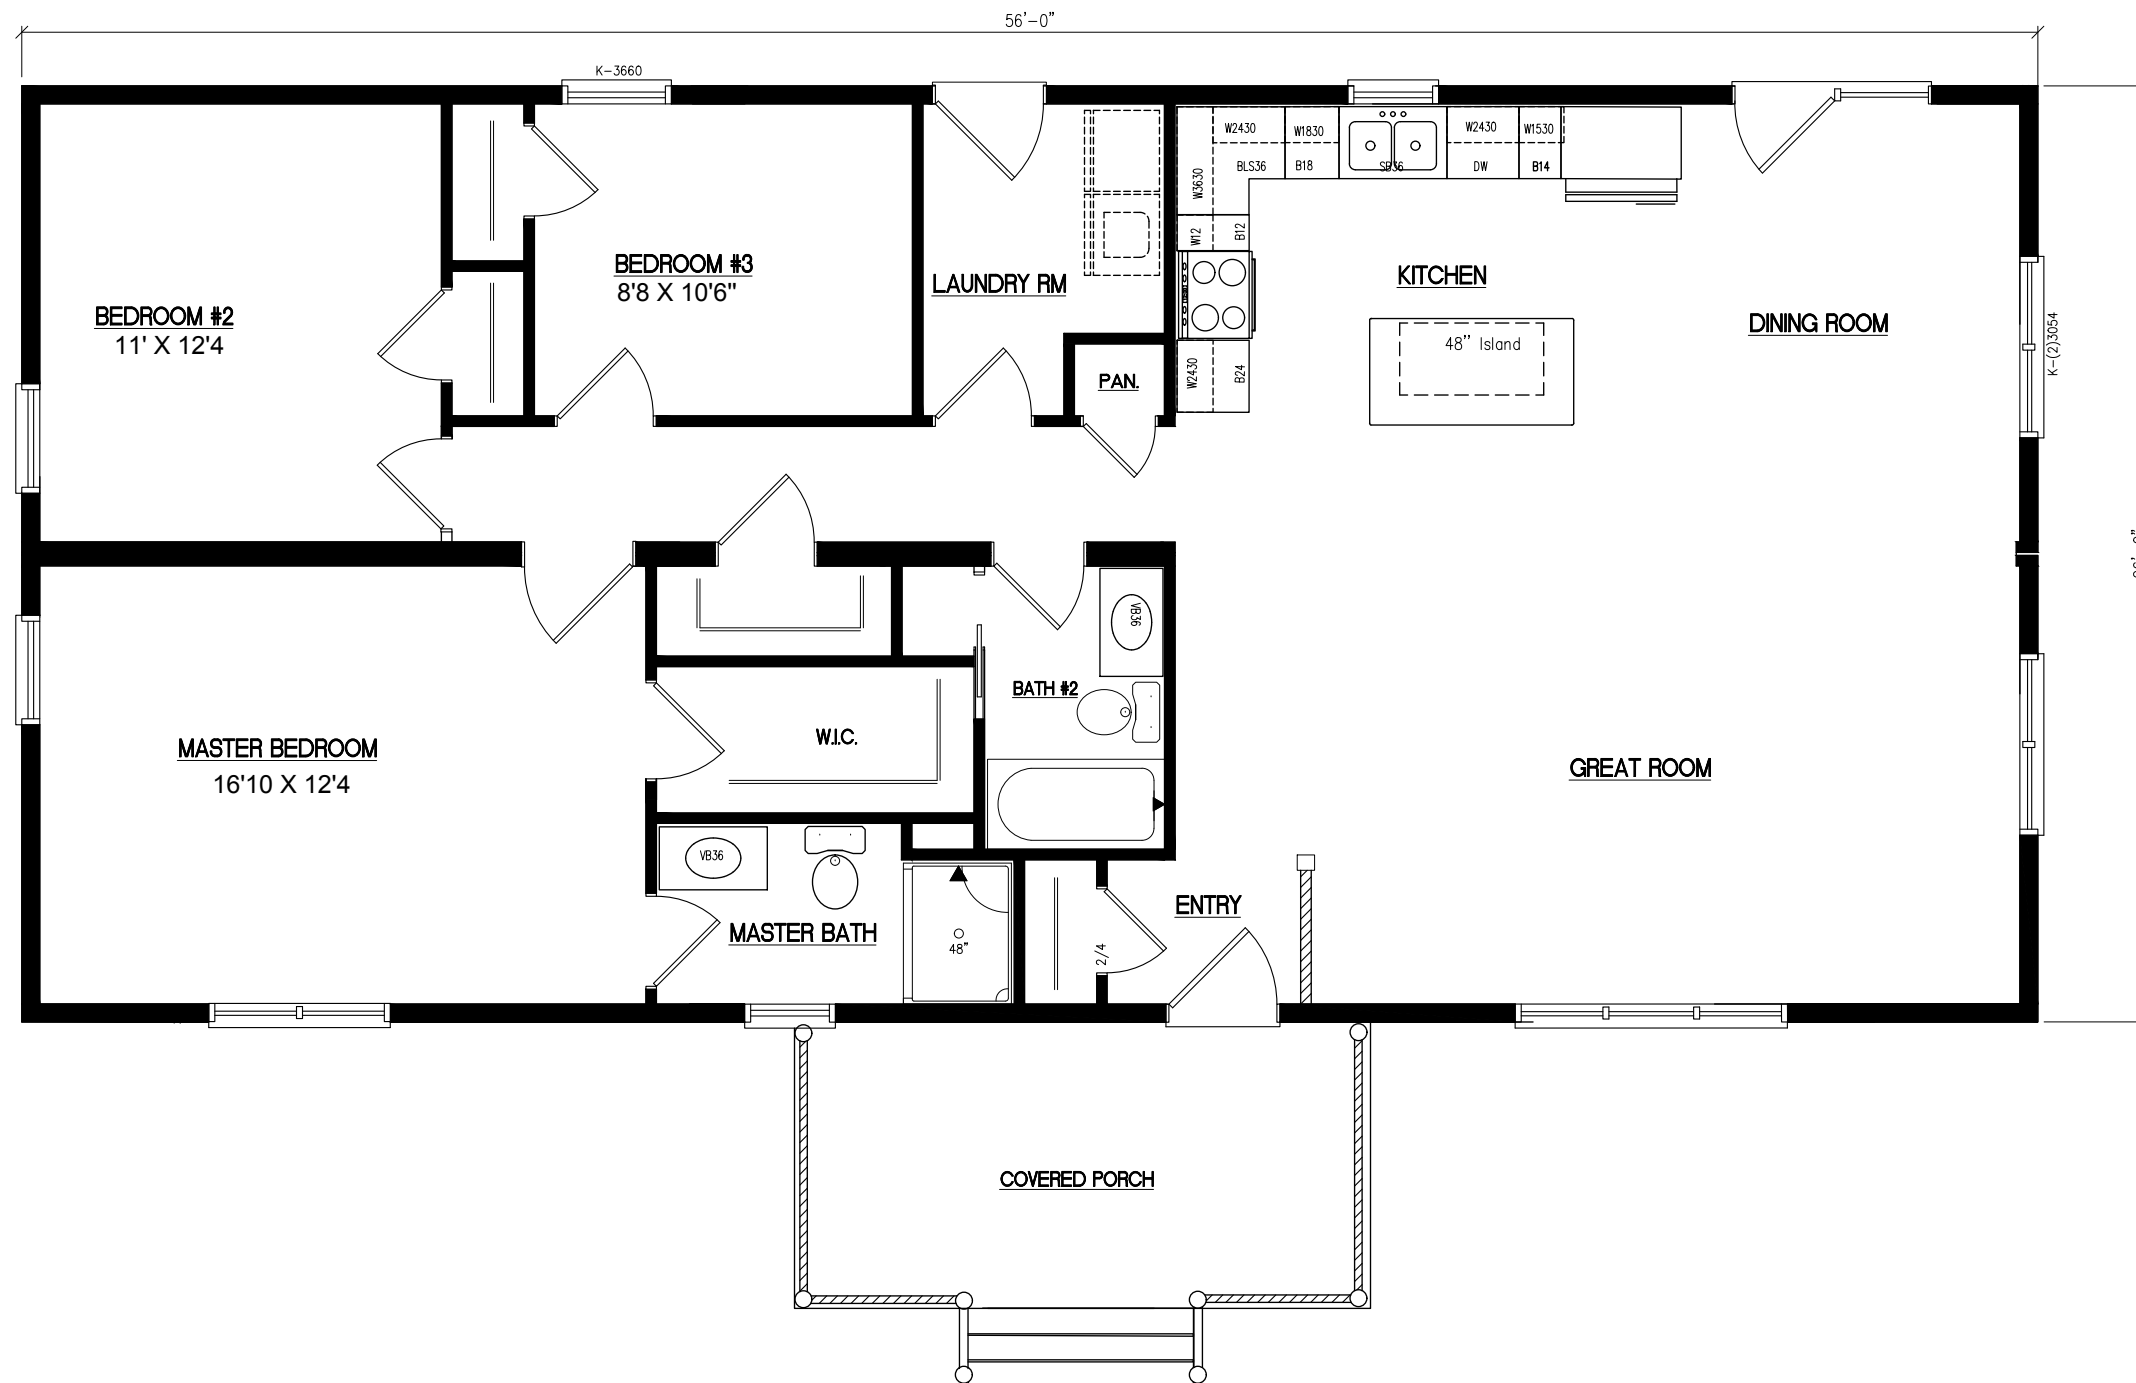 56'-0"
K-3660
W2430
W1830
W2430
W1530
BLS36
B18
SB36
DW
B14
W3630
W12
B12
BEDROOM #3
8'8 X 10'6"
LAUNDRY RM
KITCHEN
BEDROOM #2
11' X 12'4
DINING ROOM
48" Island
K-(2)3054
PAN.
W2430
B24
VB36
BATH #2
W.I.C.
MASTER BEDROOM
16'10 X 12'4
GREAT ROOM
VB36
ENTRY
MASTER BATH
48"
2/4
COVERED PORCH